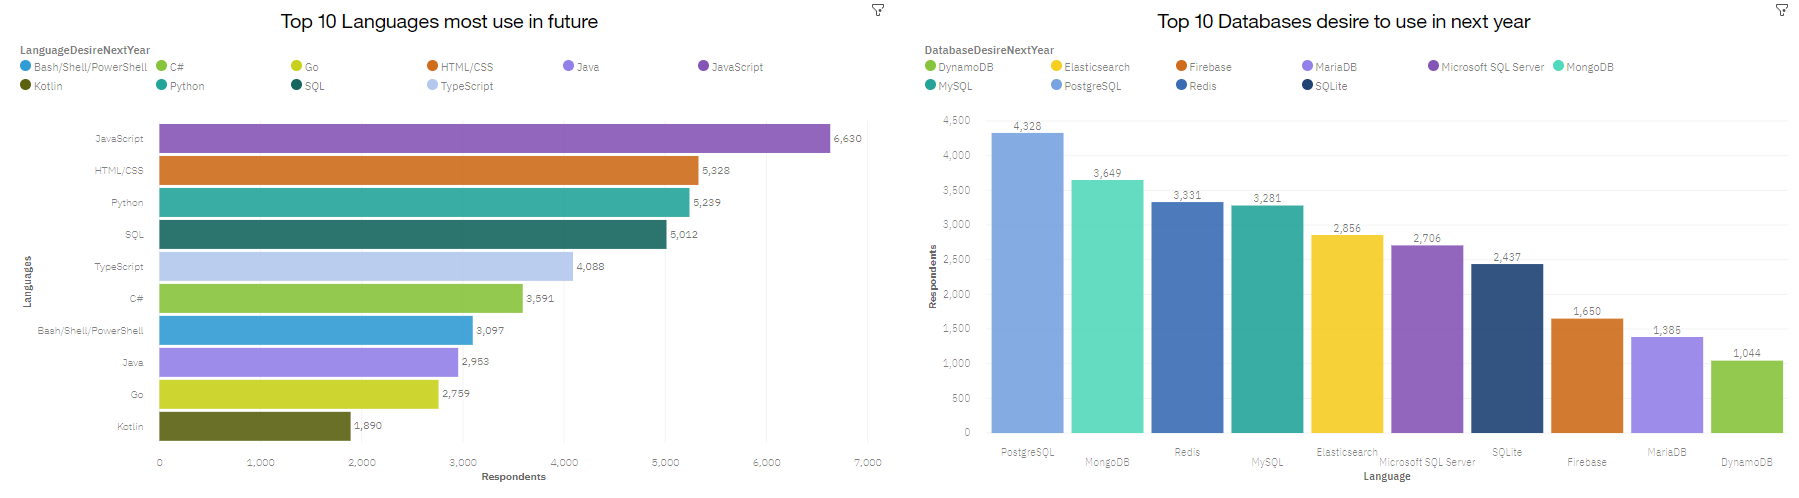 Top 10 Languages most use in future
LanguageDesireNextYear
Bash/Shell/PowerShell C# Go HTML/CSS Java JavaScript
Kotlin Python SQL TypeScript
Languages
JavaScript 6,630
HTML/CSS 5,328
Python 5,239
SQL 5,012
TypeScript 4,088
C# 3,591
Bash/Shell/PowerShell 3,097
Java 2,953
Go 2,759
Kotlin 1,890
0 1,000 2,000 3,000 4,000 5,000 6,000 7,000
Respondents
Top 10 Databases desire to use in next year
DatabaseDesireNextYear
DynamoDB Elasticsearch Firebase MariaDB Microsoft SQL Server MongoDB
MySQL PostgreSQL Redis SQLite
Respondents
4,500
4,000
3,500
3,000
2,500
2,000
1,500
1,000
500
0
4,328 3,649 3,331 3,281 2,856 2,706 2,437 1,650 1,385 1,044
PostgreSQL MongoDB Redis MySQL Elasticsearch Microsoft SQL Server SQLite Firebase MariaDB DynamoDB
Language